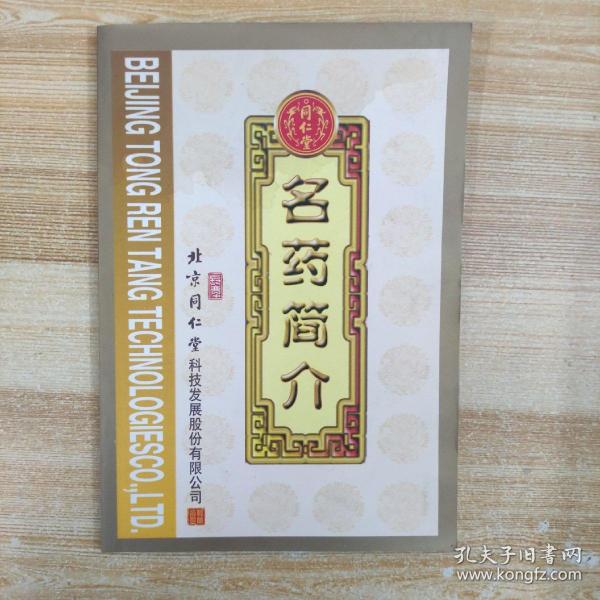 BEIJING TONG REN TANG TECHNOLOGIESCO.,LTD.
同仁堂
名药简介
北京同仁堂科技发展股份有限公司
孔夫子旧书网
www.kongfz.com